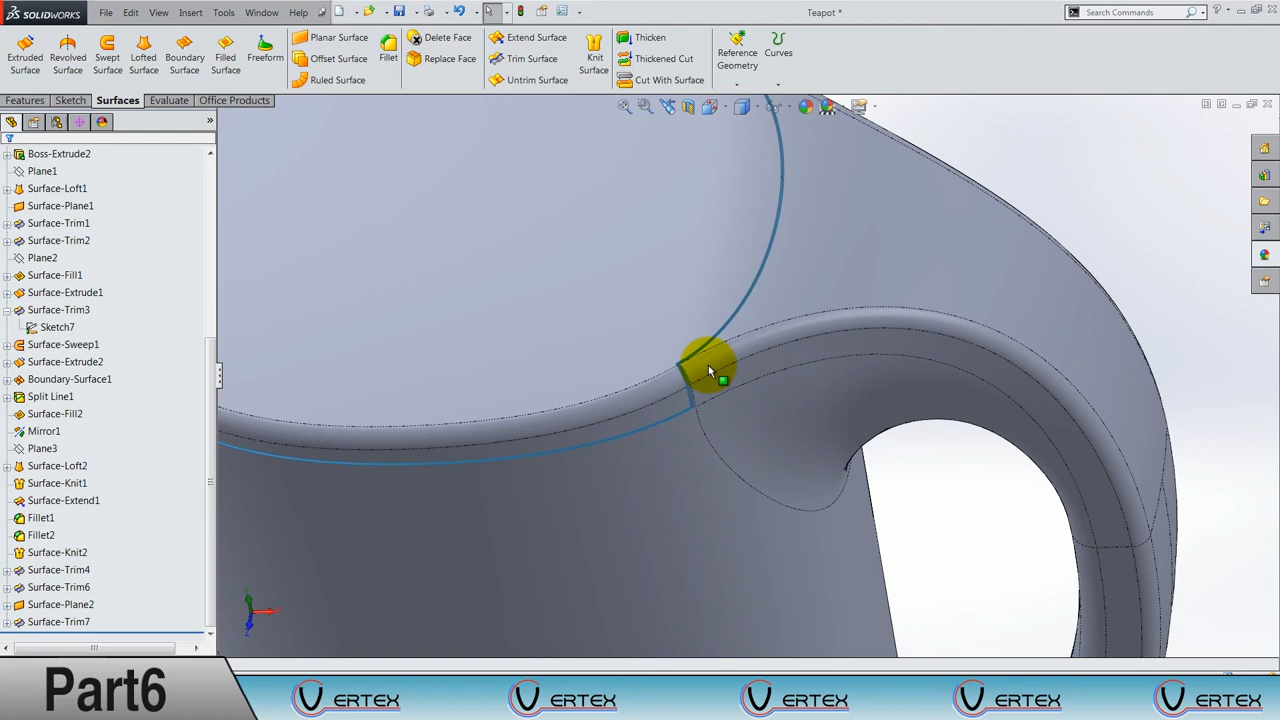 SOLIDWORKS
File Edit View Insert Tools Window Help
Teapot *
Search Commands
Extruded Surface
Revolved Surface
Swept Surface
Lofted Surface
Boundary Surface
Filled Surface
Freeform
Planar Surface
Offset Surface
Ruled Surface
Fillet
Delete Face
Replace Face
Extend Surface
Trim Surface
Untrim Surface
Knit Surface
Thicken
Thickened Cut
Cut With Surface
Reference Geometry
Curves
Features Sketch Surfaces Evaluate Office Products
Boss-Extrude2
Plane1
Surface-Loft1
Surface-Plane1
Surface-Trim1
Surface-Trim2
Plane2
Surface-Fill1
Surface-Extrude1
Surface-Trim3
Sketch7
Surface-Sweep1
Surface-Extrude2
Boundary-Surface1
Split Line1
Surface-Fill2
Mirror1
Plane3
Surface-Loft2
Surface-Knit1
Surface-Extend1
Fillet1
Fillet2
Surface-Knit2
Surface-Trim4
Surface-Trim6
Surface-Plane2
Surface-Trim7
Part6
VERTEX VERTEX VERTEX VERTEX VERTEX